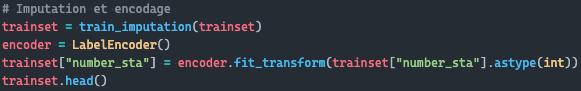 # Imputation et encodage
trainset = train_imputation(trainset)
encoder = LabelEncoder()
trainset["number_sta"] = encoder.fit_transform(trainset["number_sta"].astype(int))
trainset.head()